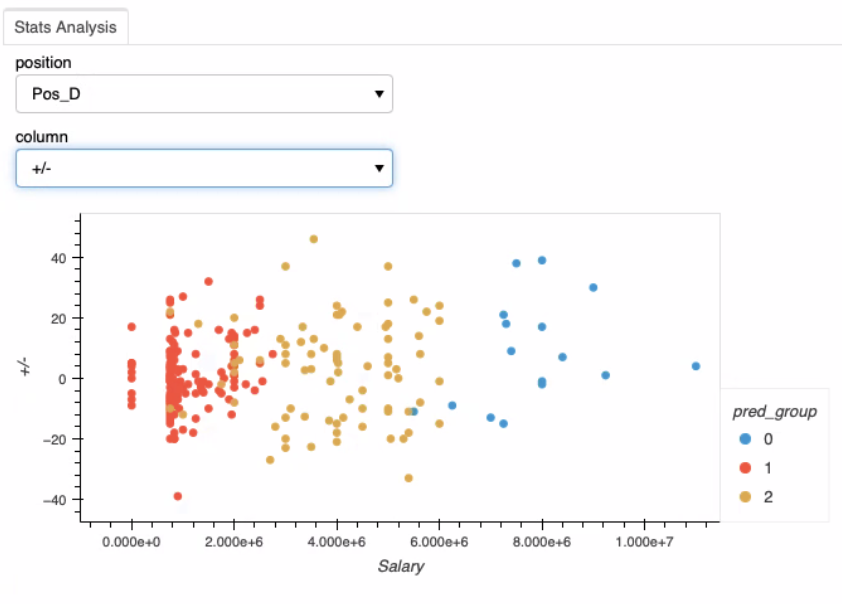 Stats Analysis
position
Pos_D
column
+/-
40
20
0
−20
−40
+/-
0.000e+0 2.000e+6 4.000e+6 6.000e+6 8.000e+6 1.000e+7
Salary
pred_group
0
1
2